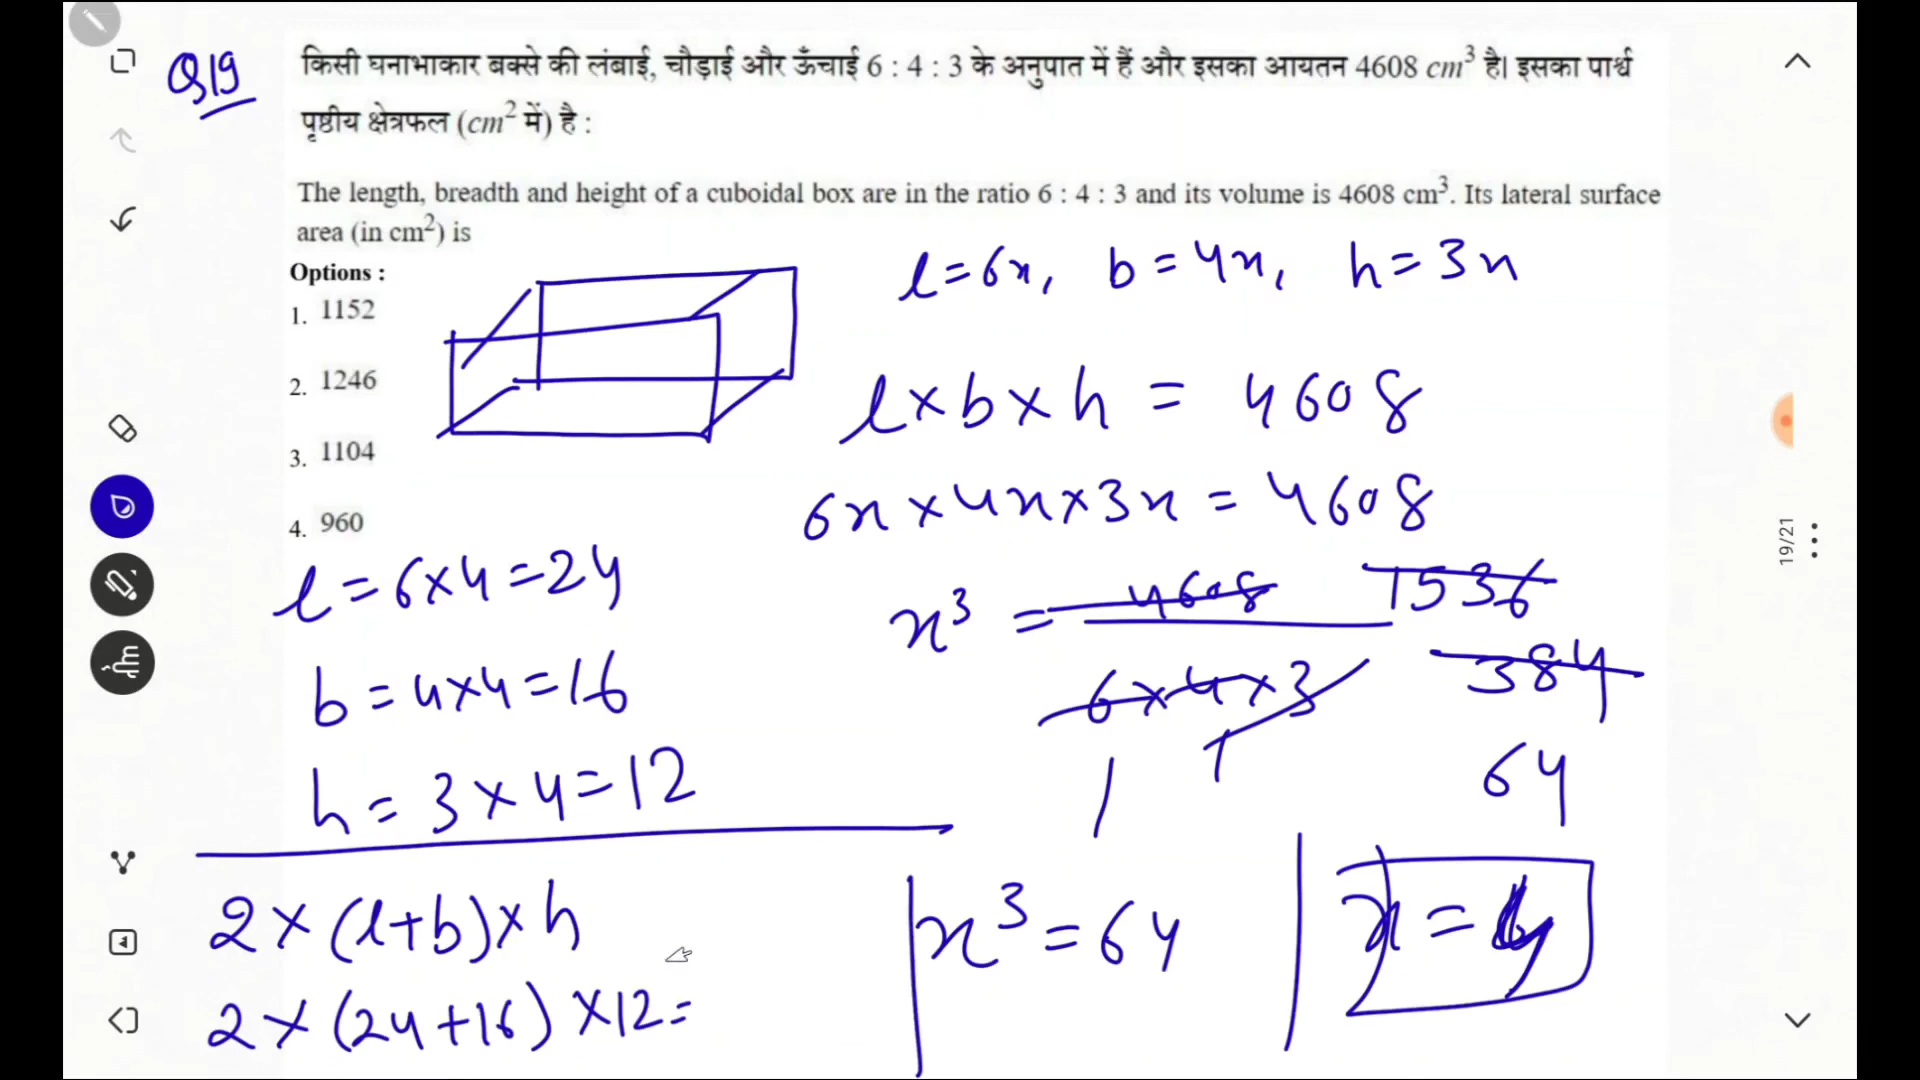 Q19
किसी घनाभाकार बक्से की लंबाई, चौड़ाई और ऊँचाई 6 : 4 : 3 के अनुपात में हैं और इसका आयतन 4608 cm³ है। इसका पार्श्व
पृष्ठीय क्षेत्रफल (cm² में) है :
The length, breadth and height of a cuboidal box are in the ratio 6 : 4 : 3 and its volume is 4608 cm³. Its lateral surface
area (in cm²) is
Options :
1. 1152
2. 1246
3. 1104
4. 960
l = 6x, b = 4x, h = 3x
l × b × h = 4608
6x × 4x × 3x = 4608
x³ = 4608 1536
6 × 4 × 3 384
1 1 64
x³ = 64
x = 4
l = 6×4 = 24
b = 4×4 = 16
h = 3×4 = 12
2 × (l+b) × h
2 × (24+16) ×12 =
19/21